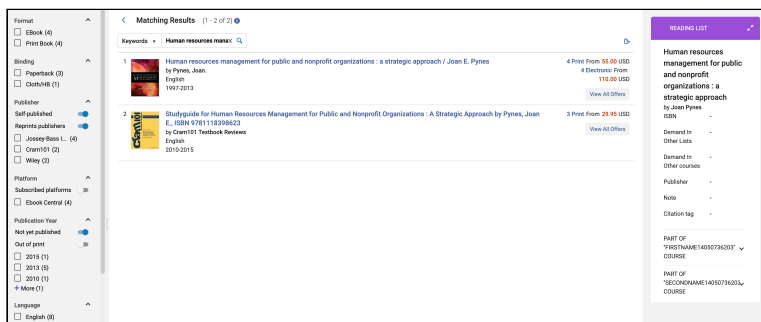 Format
EBook (4)
Print Book (4)
Binding
Paperback (3)
Cloth/HB (1)
Publisher
Self-published
Reprints publishers
Jossey-Bass I... (4)
Cram101 (2)
Wiley (2)
Platform
Subscribed platforms
Ebook Central (4)
Publication Year
Not yet published
Out of print
2015 (1)
2013 (5)
2010 (1)
+ More (1)
Language
English (8)
Matching Results (1 - 2 of 2)
Keywords Human resources mana
1 Human resources management for public and nonprofit organizations : a strategic approach / Joan E. Pynes
by Pynes, Joan.
English
1997-2013
4 Print From 55.00 USD
4 Electronic From
110.00 USD
View All Offers
2 Studyguide for Human Resources Management for Public and Nonprofit Organizations : A Strategic Approach by Pynes, Joan
E., ISBN 9781118398623
by Cram101 Textbook Reviews
English
2010-2015
3 Print From 29.95 USD
View All Offers
READING LIST
Human resources
management for public
and nonprofit
organizations : a
strategic approach
by Joan Pynes
ISBN -
Demand In
Other Lists -
Demand In
Other courses -
Publisher -
Note -
Citation tag -
PART OF
"FIRSTNAME14050736203"
COURSE
PART OF
"SECONDNAME1405073620
COURSE